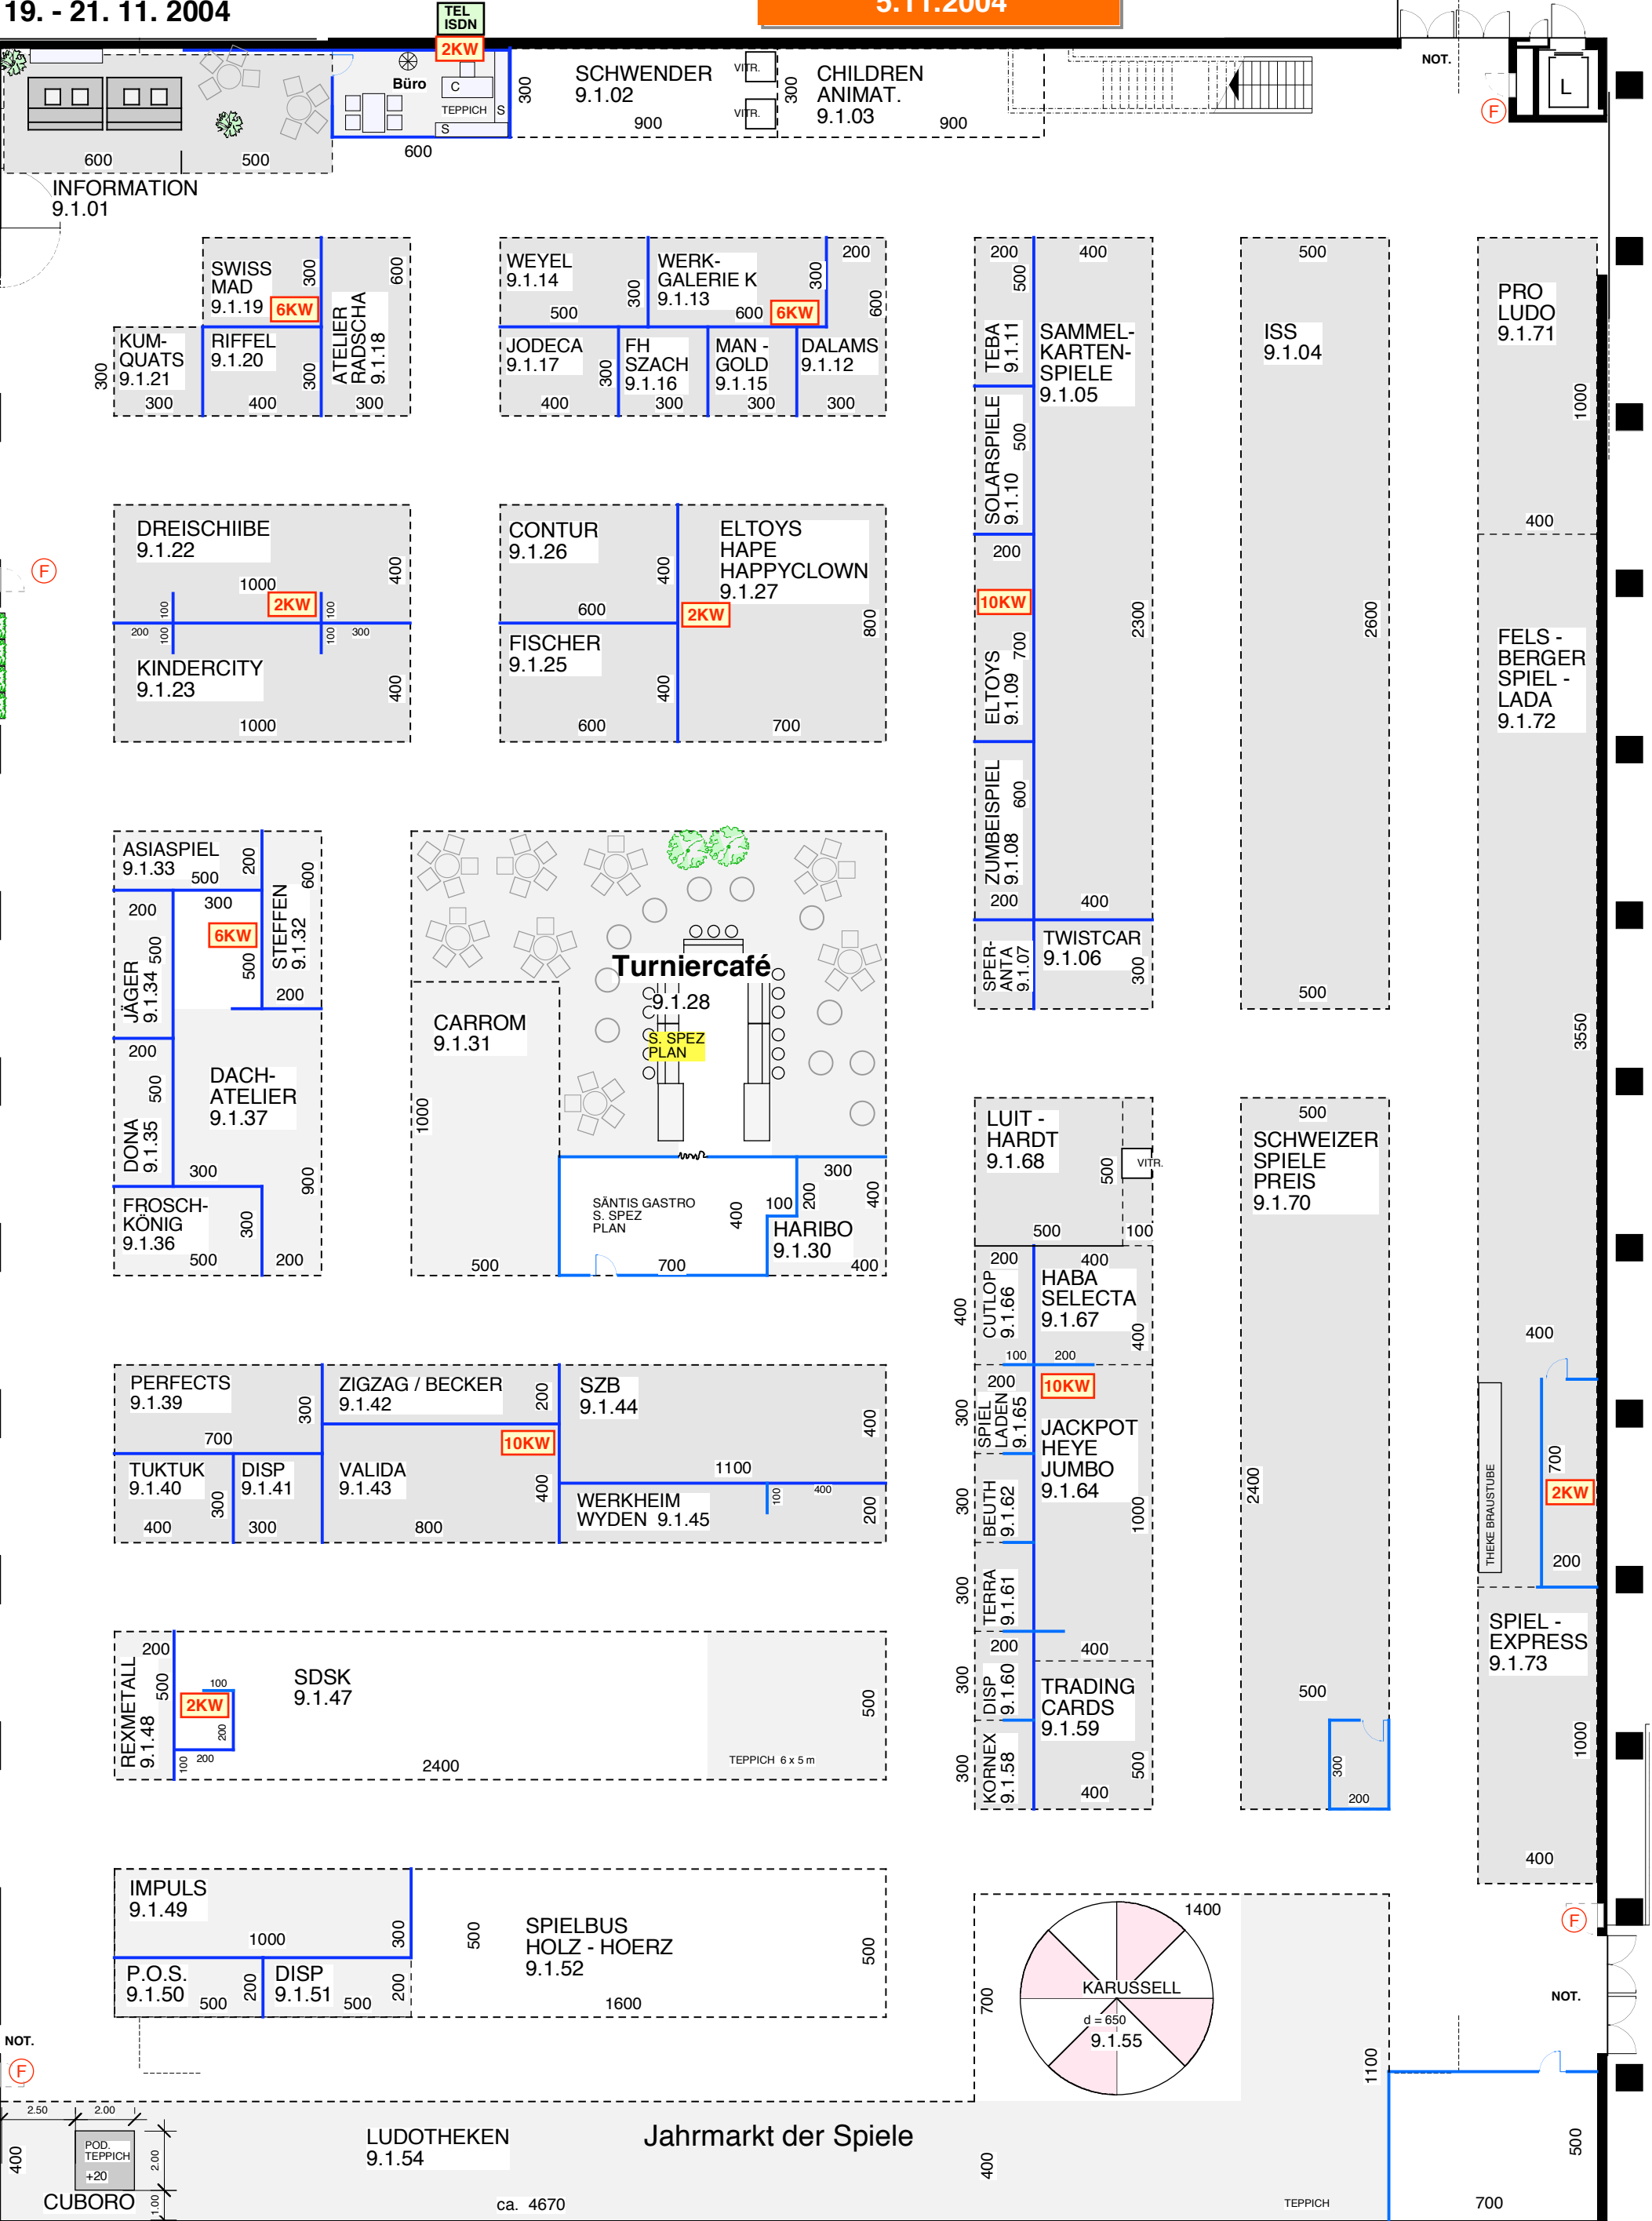 19. - 21. 11. 2004
TEL
ISDN
5.11.2004
2KW
Büro
C
TEPPICH
S
S
300
SCHWENDER
9.1.02
900
VITR.
VITR.
300
CHILDREN
ANIMAT.
9.1.03
900
NOT.
F
L
600
500
600
INFORMATION
9.1.01
SWISS
MAD
9.1.19
300
6KW
ATELIER
RADSCHA
9.1.18
600
KUM-
QUATS
9.1.21
300
300
RIFFEL
9.1.20
300
400
300
WEYEL
9.1.14
500
300
WERK-
GALERIE K
9.1.13
600
300
6KW
200
600
JODECA
9.1.17
300
400
FH
SZACH
9.1.16
300
MAN -
GOLD
9.1.15
300
DALAMS
9.1.12
300
200
500
TEBA
9.1.11
400
SAMMEL-
KARTEN-
SPIELE
9.1.05
SOLARSPIELE
9.1.10
500
200
10KW
2300
ELTOYS
9.1.09
700
ZUMBEISPIEL
9.1.08
600
200
400
SPER-
ANTA
9.1.07
TWISTCAR
9.1.06
300
500
ISS
9.1.04
2600
500
PRO
LUDO
9.1.71
1000
400
FELS -
BERGER
SPIEL -
LADA
9.1.72
3550
400
F
DREISCHIIBE
9.1.22
400
1000
2KW
100
100
200
100
100
300
KINDERCITY
9.1.23
400
1000
CONTUR
9.1.26
400
600
FISCHER
9.1.25
400
600
ELTOYS
HAPE
HAPPYCLOWN
9.1.27
2KW
800
700
ASIASPIEL
9.1.33
500
200
STEFFEN
9.1.32
600
200
300
6KW
500
JÄGER
9.1.34
500
200
200
DONA
9.1.35
500
DACH-
ATELIER
9.1.37
300
900
FROSCH-
KÖNIG
9.1.36
300
500
200
Turniercafé
9.1.28
S. SPEZ
PLAN
CARROM
9.1.31
1000
500
SÄNTIS GASTRO
S. SPEZ
PLAN
400
700
100
200
300
400
HARIBO
9.1.30
400
LUIT -
HARDT
9.1.68
500
VITR.
500
100
200
CUTLOP
9.1.66
400
400
HABA
SELECTA
9.1.67
400
100
200
200
10KW
300
SPIEL
LADEN
9.1.65
JACKPOT
HEYE
JUMBO
9.1.64
300
BEUTH
9.1.62
1000
300
TERRA
9.1.61
200
400
300
DISP
9.1.60
TRADING
CARDS
9.1.59
300
KORNEX
9.1.58
500
400
500
SCHWEIZER
SPIELE
PREIS
9.1.70
2400
500
300
200
THEKE BRAUSTUBE
700
2KW
200
SPIEL -
EXPRESS
9.1.73
1000
400
PERFECTS
9.1.39
300
700
ZIGZAG / BECKER
9.1.42
200
SZB
9.1.44
400
1100
TUKTUK
9.1.40
300
400
DISP
9.1.41
300
VALIDA
9.1.43
10KW
400
800
WERKHEIM
WYDEN 9.1.45
100
400
200
REXMETALL
9.1.48
200
500
100
2KW
200
100
200
SDSK
9.1.47
2400
500
TEPPICH 6 x 5 m
IMPULS
9.1.49
1000
300
P.O.S.
9.1.50
500
200
DISP
9.1.51
500
200
500
SPIELBUS
HOLZ - HOERZ
9.1.52
1600
500
1400
700
KARUSSELL
d = 650
9.1.55
1100
F
NOT.
NOT.
F
2.50
2.00
400
POD.
TEPPICH
+20
2.00
1.00
CUBORO
LUDOTHEKEN
9.1.54
Jahrmarkt der Spiele
ca. 4670
400
TEPPICH
700
500